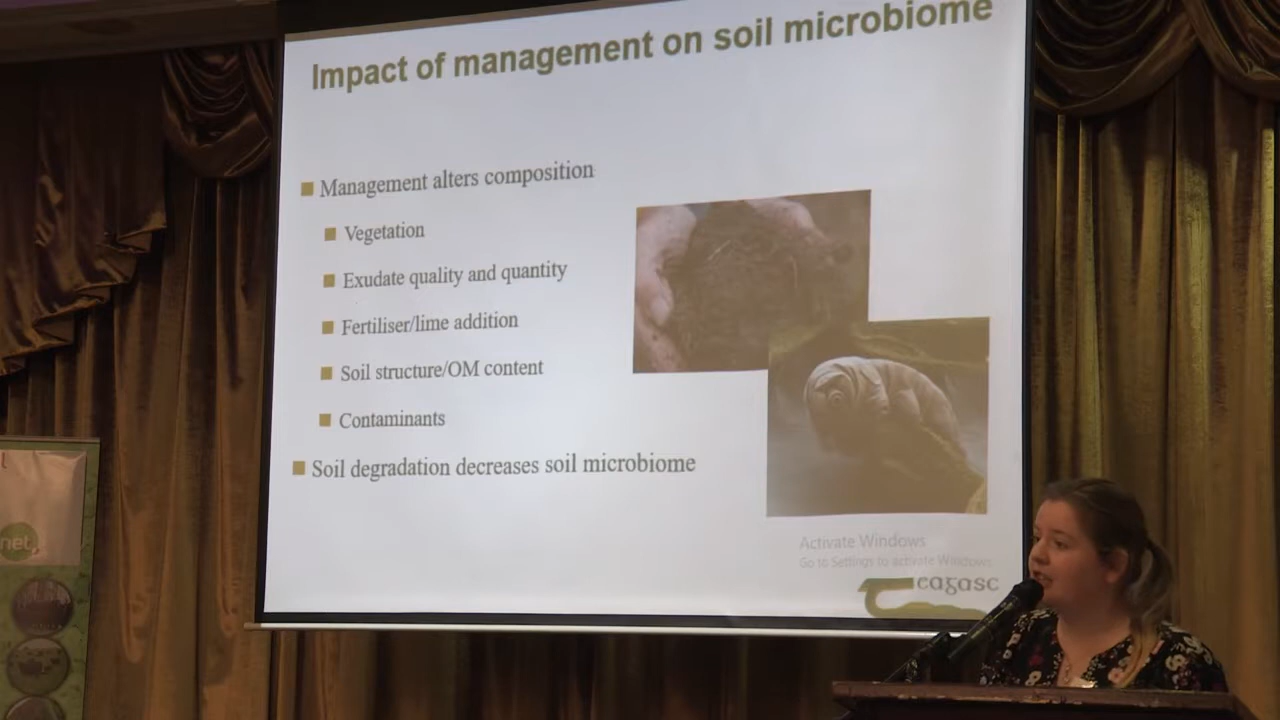 Impact of management on soil microbiome
Management alters composition
Vegetation
Exudate quality and quantity
Fertiliser/lime addition
Soil structure/OM content
Contaminants
Soil degradation decreases soil microbiome
Activate Windows
Go to Settings to activate Windows.
teagasc
net